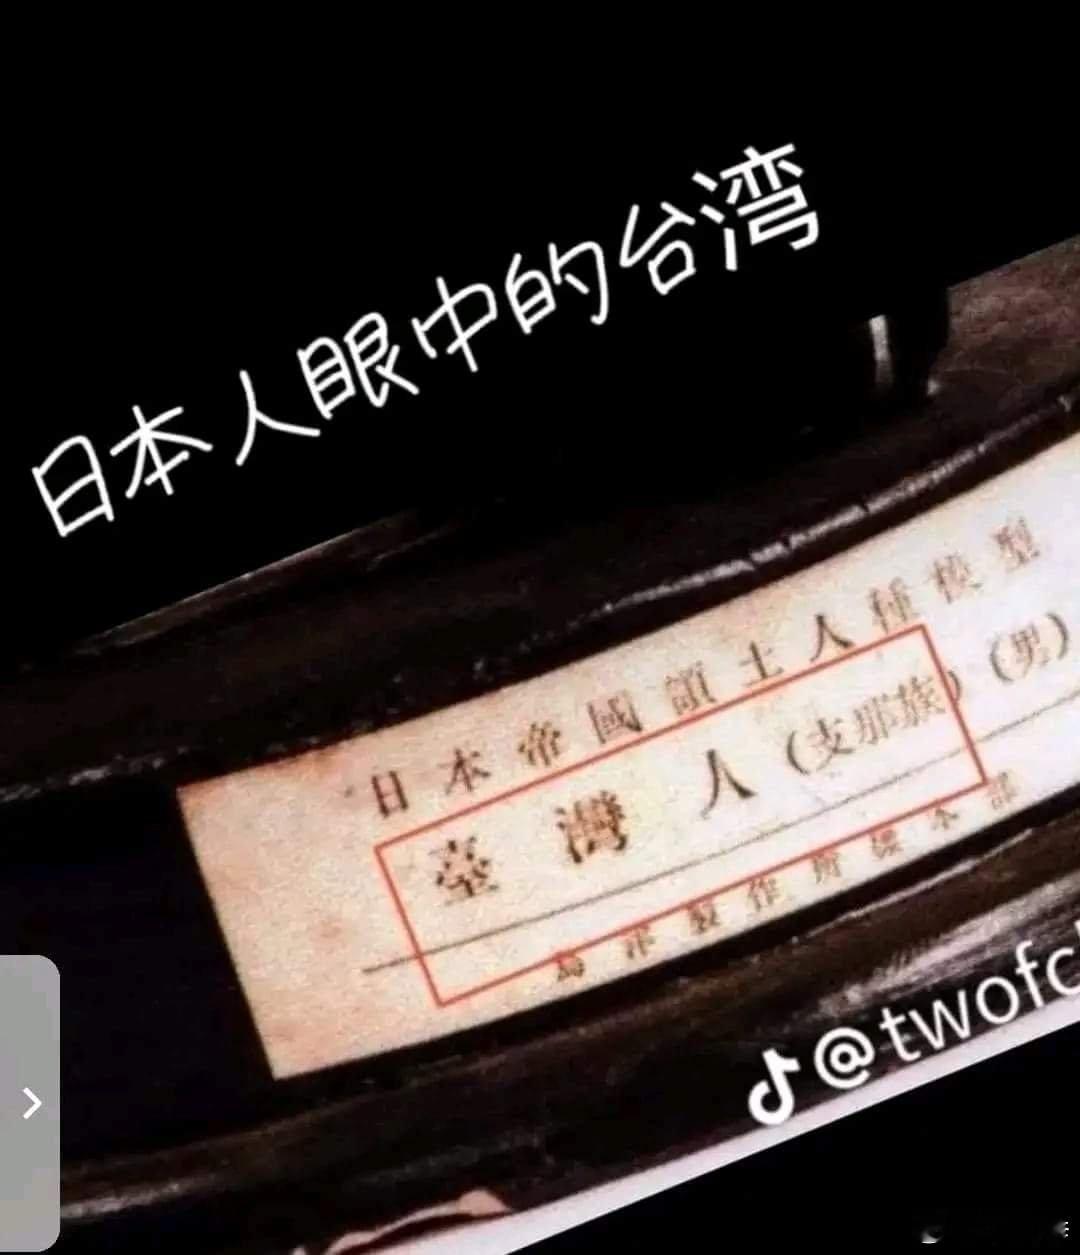 日本人眼中的台湾
日本帝國領土人種模型
臺灣人(支那族)(男)
島津製作所標本部
@twofc